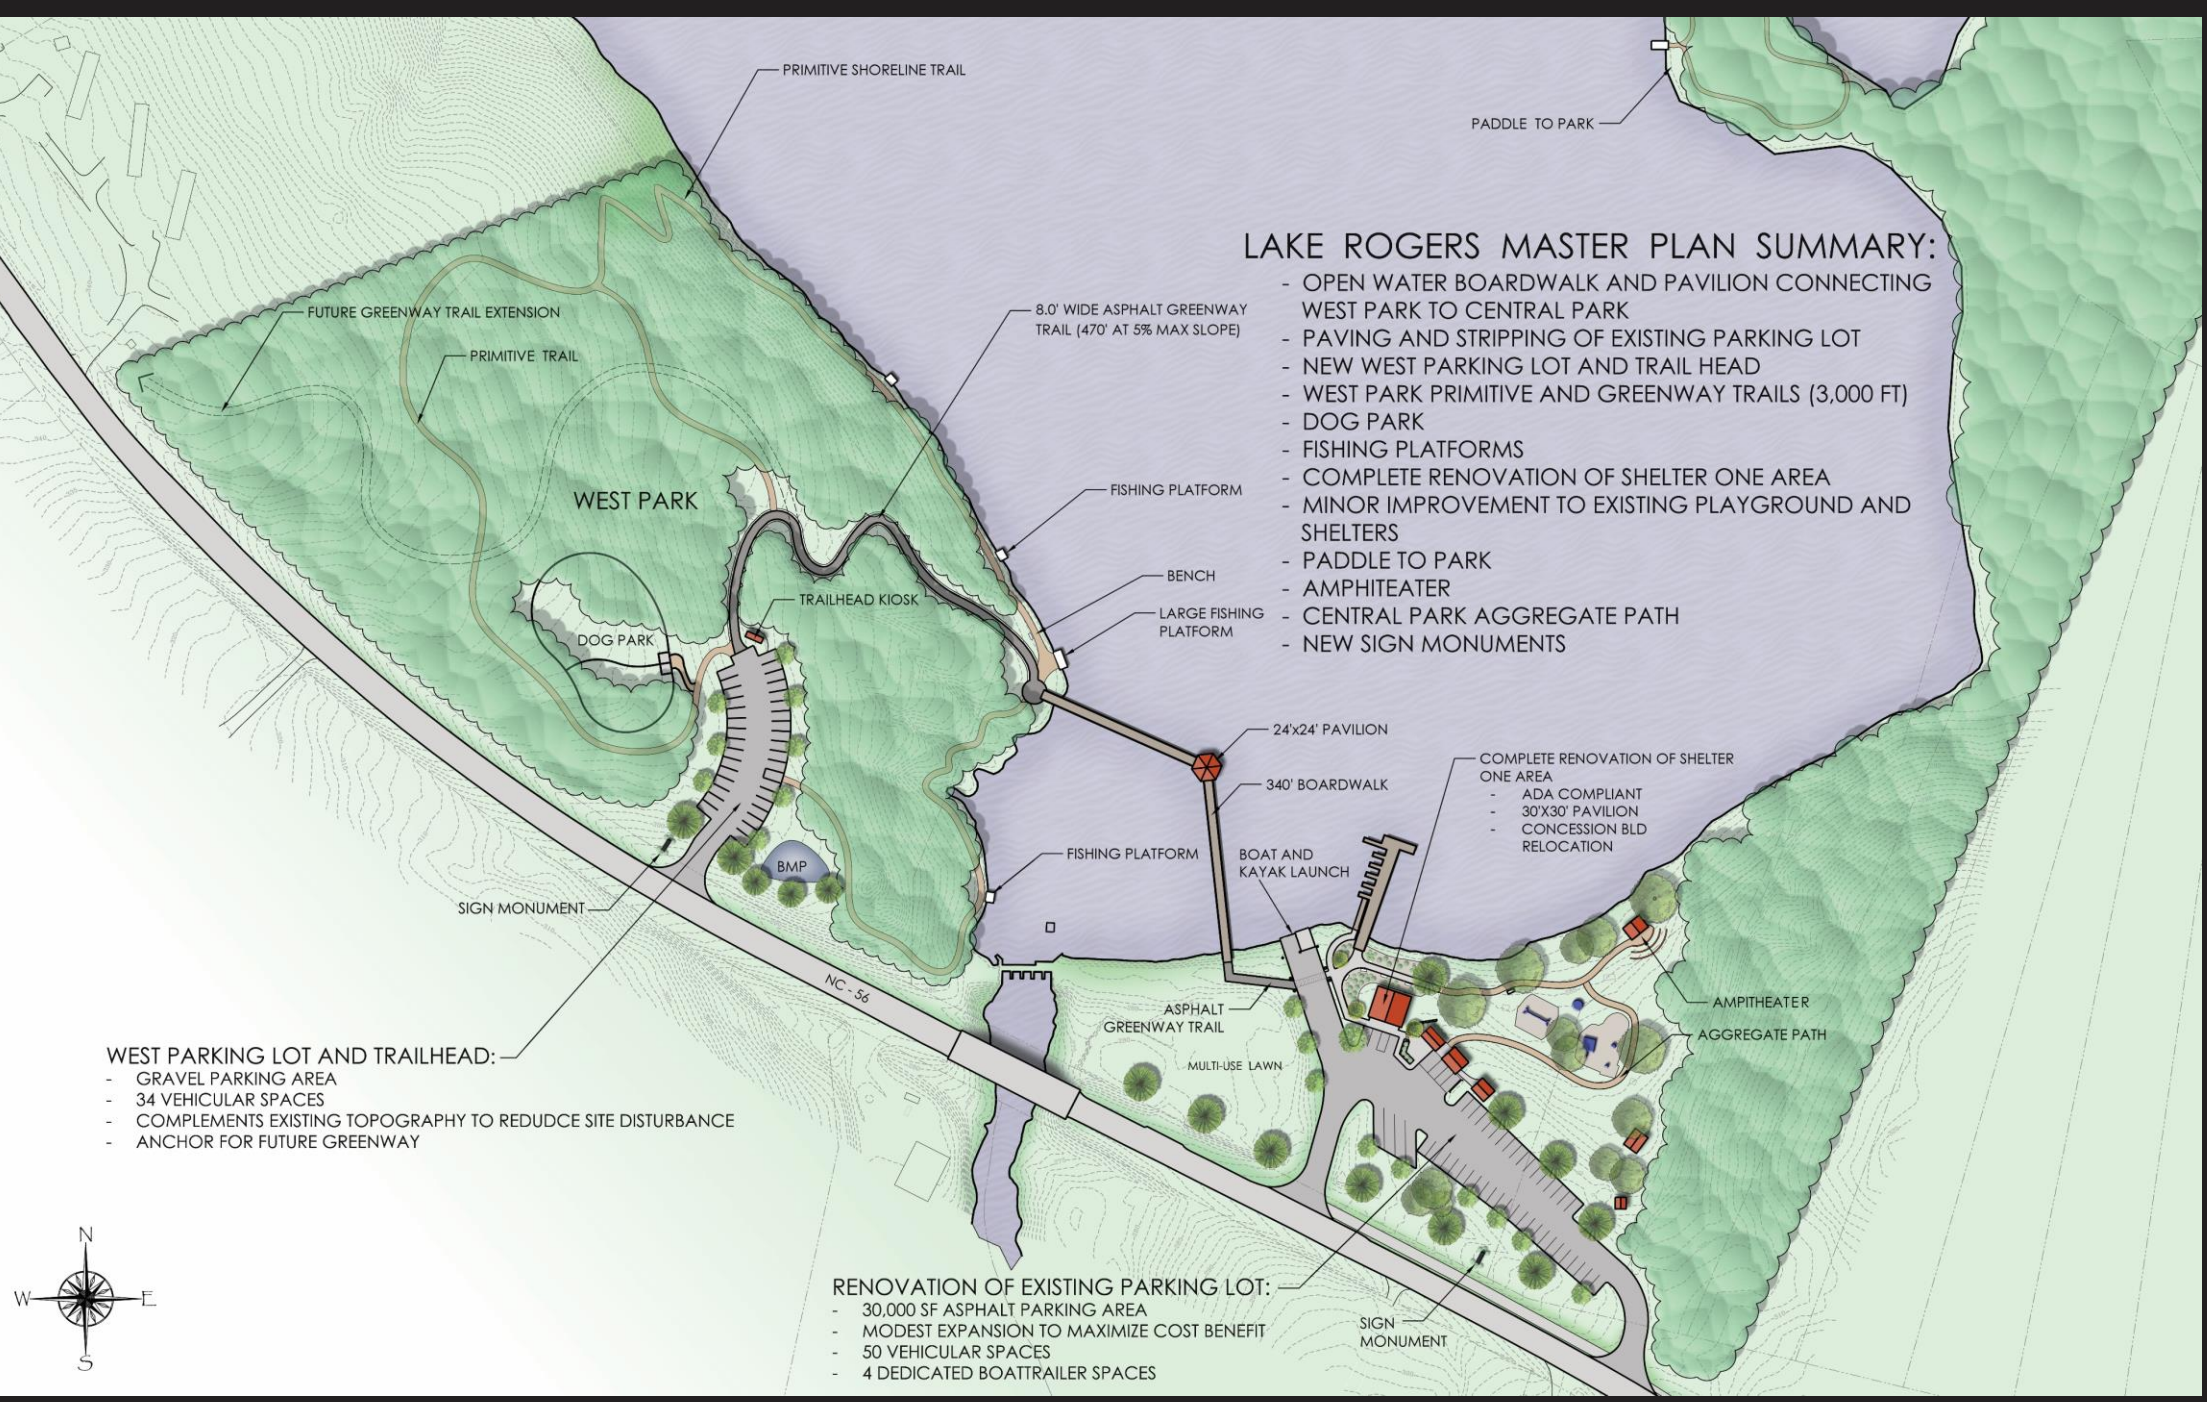 PRIMITIVE SHORELINE TRAIL
PADDLE TO PARK
LAKE ROGERS MASTER PLAN SUMMARY:
- OPEN WATER BOARDWALK AND PAVILION CONNECTING
WEST PARK TO CENTRAL PARK
- PAVING AND STRIPPING OF EXISTING PARKING LOT
- NEW WEST PARKING LOT AND TRAIL HEAD
- WEST PARK PRIMITIVE AND GREENWAY TRAILS (3,000 FT)
- DOG PARK
- FISHING PLATFORMS
- COMPLETE RENOVATION OF SHELTER ONE AREA
- MINOR IMPROVEMENT TO EXISTING PLAYGROUND AND
SHELTERS
- PADDLE TO PARK
- AMPHITEATER
- CENTRAL PARK AGGREGATE PATH
- NEW SIGN MONUMENTS
FUTURE GREENWAY TRAIL EXTENSION
PRIMITIVE TRAIL
8.0' WIDE ASPHALT GREENWAY
TRAIL (470' AT 5% MAX SLOPE)
WEST PARK
FISHING PLATFORM
BENCH
TRAILHEAD KIOSK
LARGE FISHING
PLATFORM
DOG PARK
24'x24' PAVILION
340' BOARDWALK
COMPLETE RENOVATION OF SHELTER
ONE AREA
- ADA COMPLIANT
- 30'X30' PAVILION
- CONCESSION BLD
RELOCATION
FISHING PLATFORM
BOAT AND
KAYAK LAUNCH
BMP
SIGN MONUMENT
NC - 56
ASPHALT
GREENWAY TRAIL
AMPITHEATER
AGGREGATE PATH
MULTI-USE LAWN
WEST PARKING LOT AND TRAILHEAD:
- GRAVEL PARKING AREA
- 34 VEHICULAR SPACES
- COMPLEMENTS EXISTING TOPOGRAPHY TO REDUDCE SITE DISTURBANCE
- ANCHOR FOR FUTURE GREENWAY
N
W E
S
RENOVATION OF EXISTING PARKING LOT:
- 30,000 SF ASPHALT PARKING AREA
- MODEST EXPANSION TO MAXIMIZE COST BENEFIT
- 50 VEHICULAR SPACES
- 4 DEDICATED BOATTRAILER SPACES
SIGN
MONUMENT